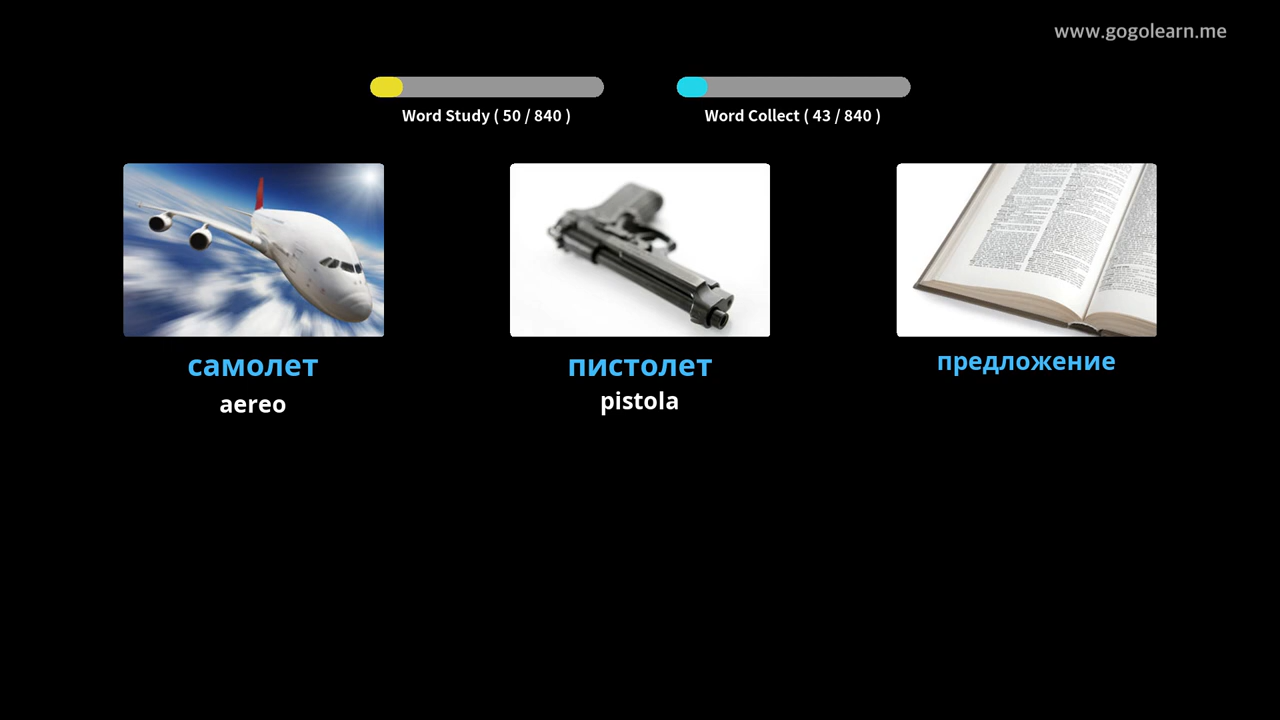 www.gogolearn.me
Word Study ( 50 / 840 )
Word Collect ( 43 / 840 )
самолет
пистолет
предложение
aereo
pistola